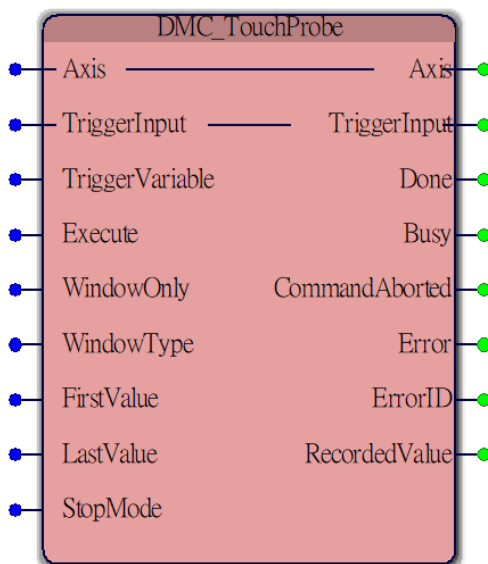 DMC_TouchProbe
Axis Axis
TriggerInput TriggerInput
TriggerVariable Done
Execute Busy
WindowOnly CommandAborted
WindowType Error
FirstValue ErrorID
LastValue RecordedValue
StopMode